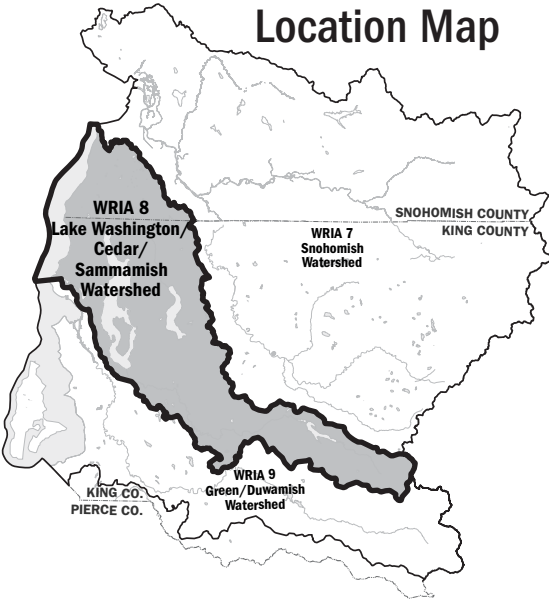 Location Map
WRIA 8
Lake Washington/
Cedar/
Sammamish
Watershed
SNOHOMISH COUNTY
KING COUNTY
WRIA 7
Snohomish
Watershed
WRIA 9
Green/Duwamish
Watershed
KING CO.
PIERCE CO.